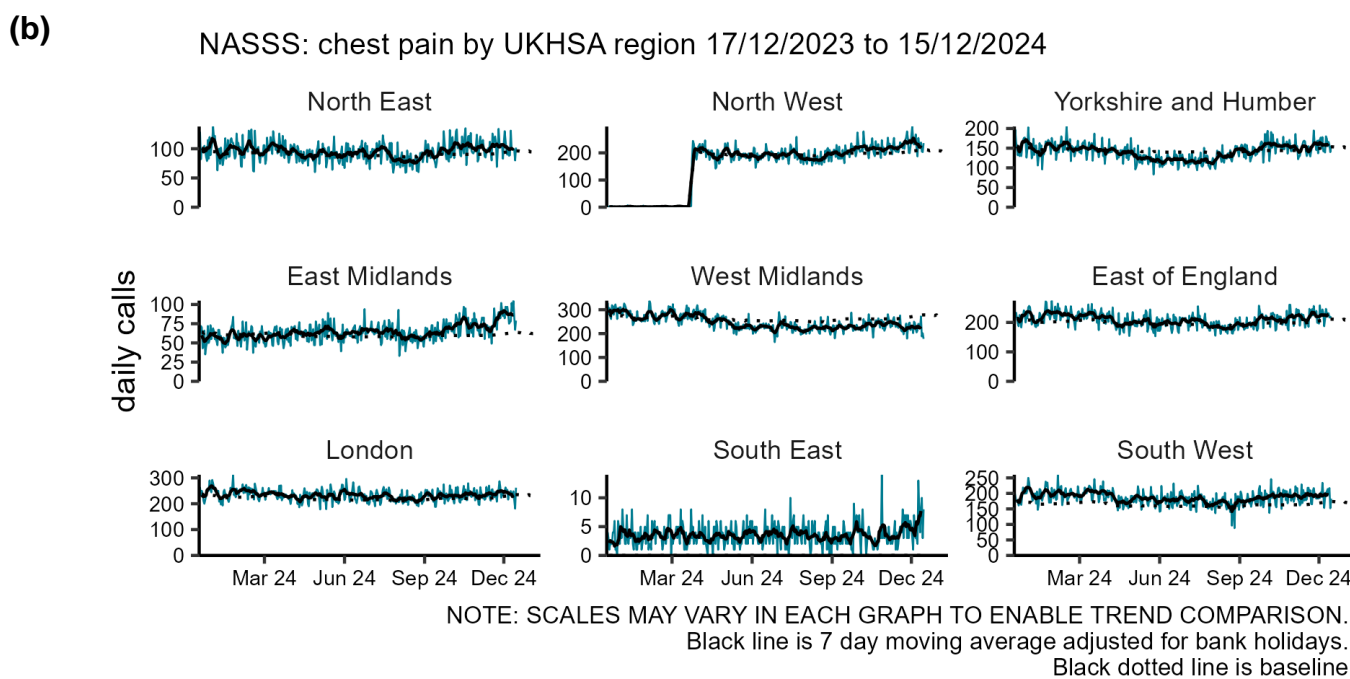 (b)
NASSS: chest pain by UKHSA region 17/12/2023 to 15/12/2024
daily calls
North East
100
50
0
North West
200
100
0
Yorkshire and Humber
200
150
100
50
0
East Midlands
100
75
50
25
0
West Midlands
300
200
100
0
East of England
200
100
0
London
300
200
100
0
Mar 24 Jun 24 Sep 24 Dec 24
South East
10
5
0
Mar 24 Jun 24 Sep 24 Dec 24
South West
250
200
150
100
50
0
Mar 24 Jun 24 Sep 24 Dec 24
NOTE: SCALES MAY VARY IN EACH GRAPH TO ENABLE TREND COMPARISON.
Black line is 7 day moving average adjusted for bank holidays.
Black dotted line is baseline